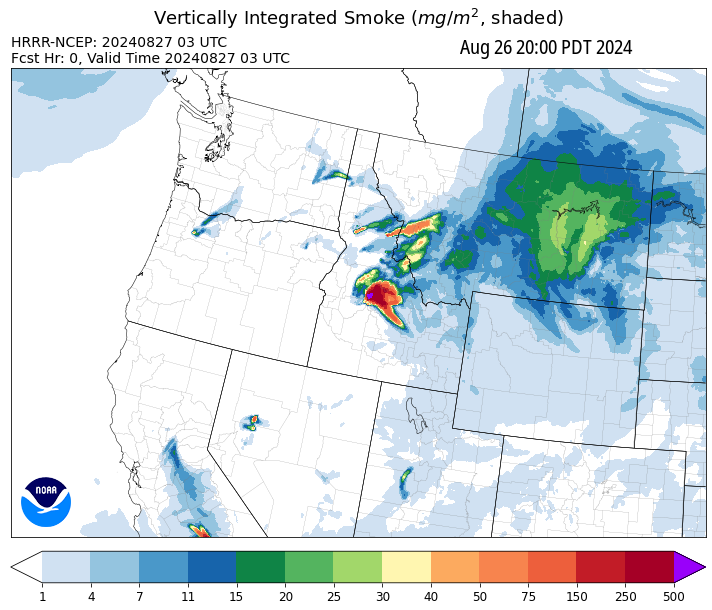 Vertically Integrated Smoke (mg/m², shaded)
HRRR-NCEP: 20240827 03 UTC
Aug 26 20:00 PDT 2024
Fcst Hr: 0, Valid Time 20240827 03 UTC
NOAA
1 4 7 11 15 20 25 30 40 50 75 150 250 500